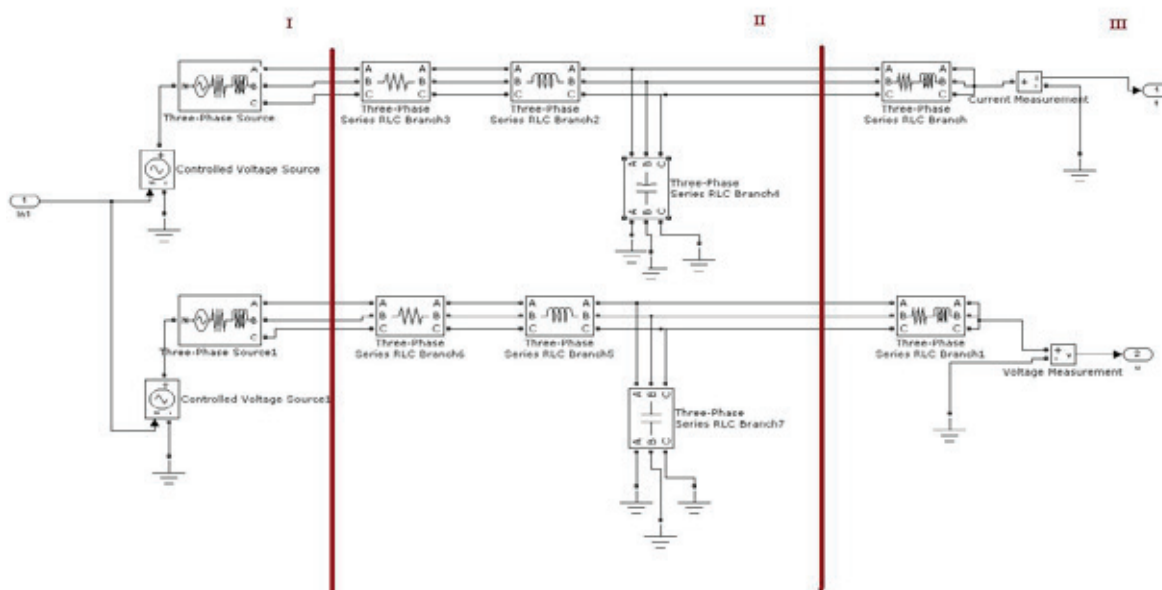 I
II
III
A
B
C
N
Three-Phase Source
A
B
C
A
B
C
Three-Phase
Series RLC Branch3
A
B
C
A
B
C
Three-Phase
Series RLC Branch2
A
B
C
A
B
C
Three-Phase
Series RLC Branch
Current Measurement
1
Controlled Voltage Source
A B C
A B C
Three-Phase
Series RLC Branch4
1
In1
A
B
C
N
Three-Phase Source1
A
B
C
A
B
C
Three-Phase
Series RLC Branch6
A
B
C
A
B
C
Three-Phase
Series RLC Branch5
A
B
C
A
B
C
Three-Phase
Series RLC Branch1
+
-
v
Voltage Measurement
2
Controlled Voltage Source1
A B C
A B C
Three-Phase
Series RLC Branch7